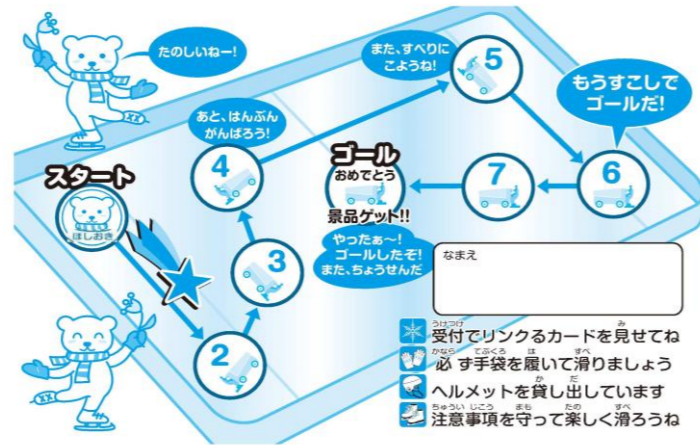 たのしいねー!
また、すべりに
こようね!
5
もうすこしで
ゴールだ!
あと、はんぶん
がんばろう!
4
ゴール
おめでとう
景品ゲット!!
7
6
スタート
ほしおき
やったぁ〜!
ゴールしたぞ!
また、ちょうせんだ
3
なまえ
2
うけつけ み
受付でリンクるカードを見せてね
かなら てぶくろ は すべ
必ず手袋を履いて滑りましょう
か だ
ヘルメットを貸し出しています
ちゅうい じこう まも たの すべ
注意事項を守って楽しく滑ろうね